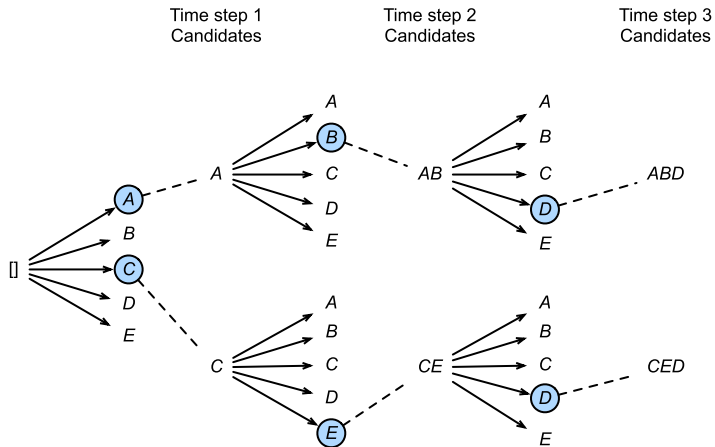 Time step 1
Candidates
Time step 2
Candidates
Time step 3
Candidates
[]
A
B
C
D
E
A
C
A
B
C
D
E
A
B
C
D
E
AB
CE
A
B
C
D
E
A
B
C
D
E
ABD
CED